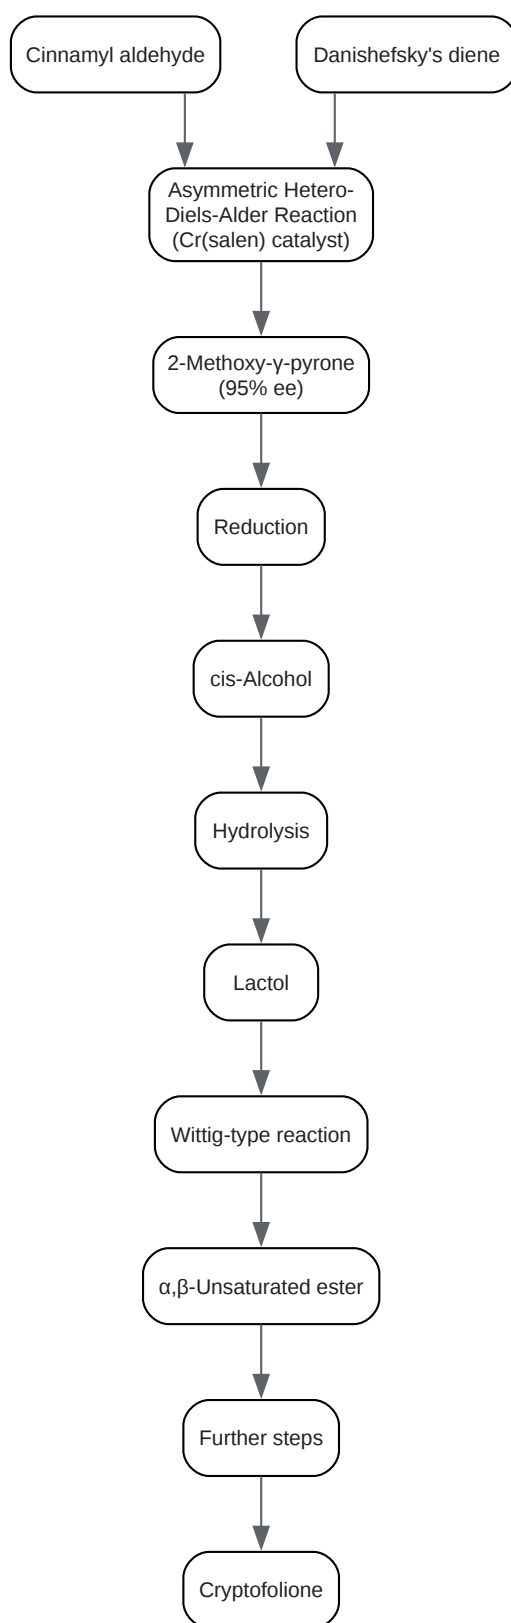 Cinnamyl aldehyde
Danishefsky's diene
Asymmetric Hetero-
Diels-Alder Reaction
(Cr(salen) catalyst)
2-Methoxy-γ-pyrone
(95% ee)
Reduction
cis-Alcohol
Hydrolysis
Lactol
Wittig-type reaction
α,β-Unsaturated ester
Further steps
Cryptofolione